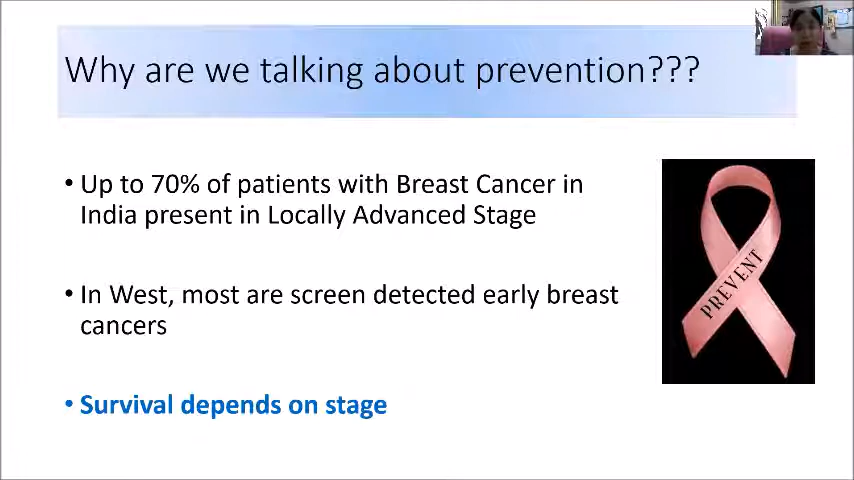 Why are we talking about prevention???
• Up to 70% of patients with Breast Cancer in
India present in Locally Advanced Stage
• In West, most are screen detected early breast
cancers
• Survival depends on stage
PREVENT